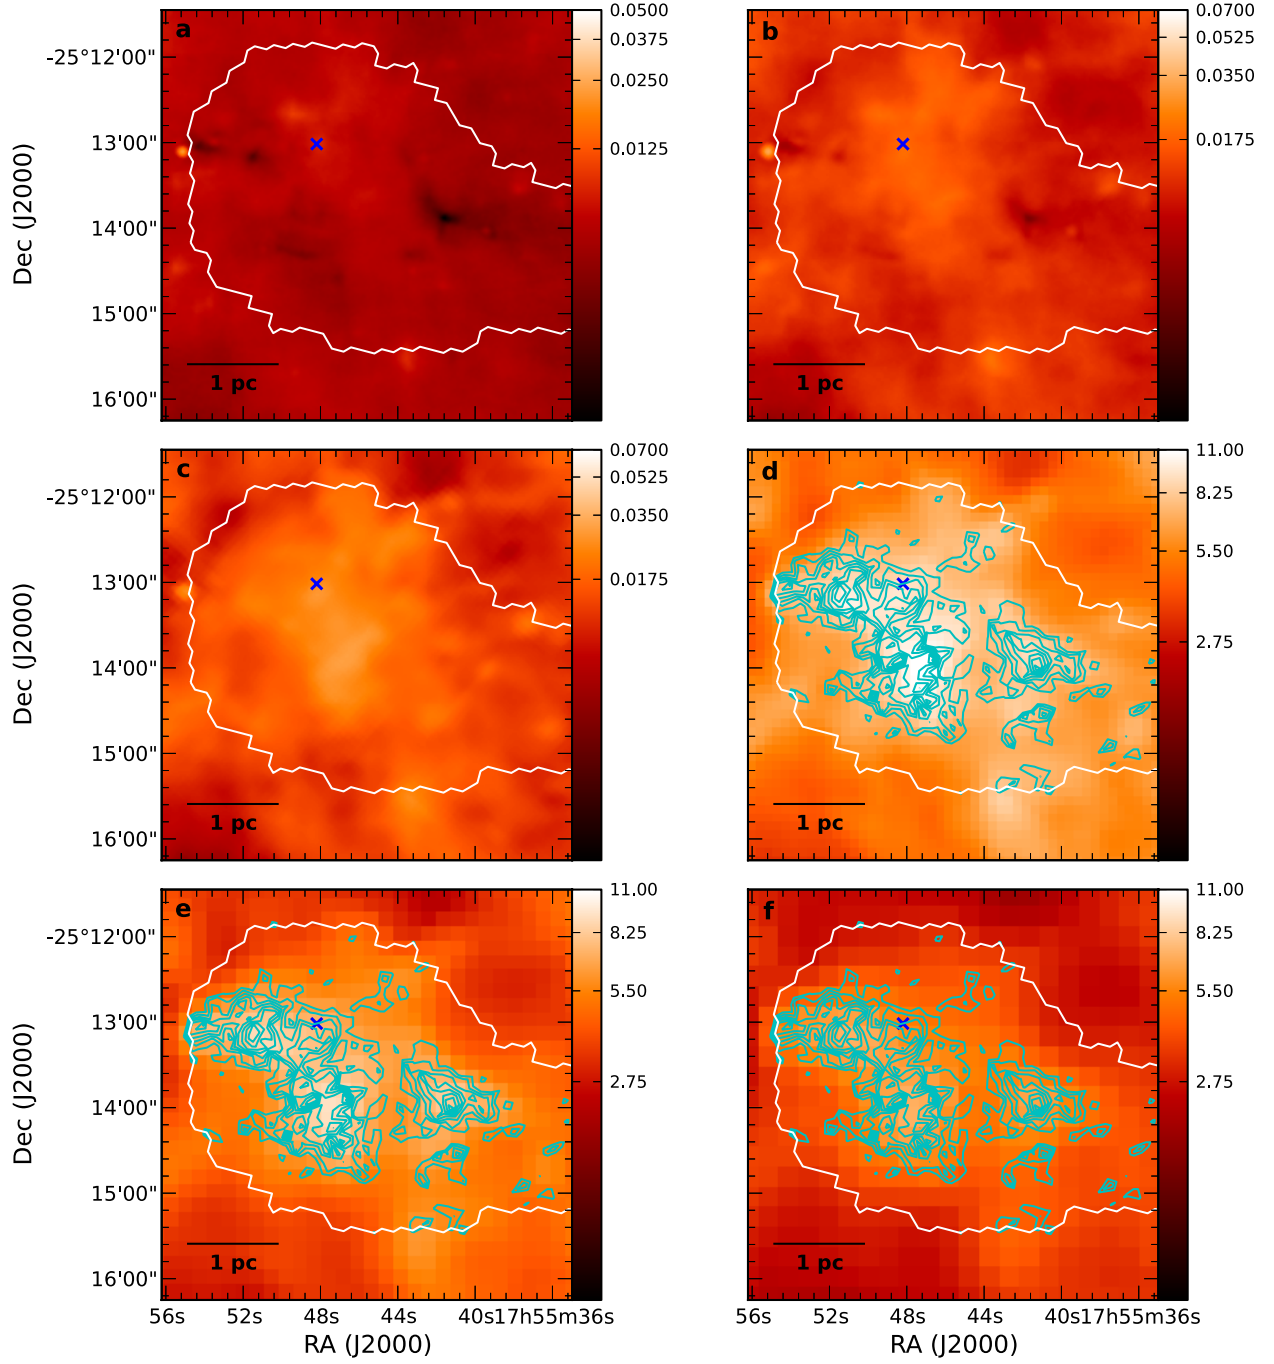 a
0.0500
0.0375
0.0250
0.0125
-25°12'00"
13'00"
14'00"
15'00"
16'00"
Dec (J2000)
1 pc
b
0.0700
0.0525
0.0350
0.0175
1 pc
c
0.0700
0.0525
0.0350
0.0175
-25°12'00"
13'00"
14'00"
15'00"
16'00"
Dec (J2000)
1 pc
d
11.00
8.25
5.50
2.75
1 pc
e
11.00
8.25
5.50
2.75
-25°12'00"
13'00"
14'00"
15'00"
16'00"
Dec (J2000)
1 pc
f
11.00
8.25
5.50
2.75
1 pc
56s 52s 48s 44s 40s 56s 52s 48s 44s 40s17h55m36s
RA (J2000) RA (J2000)